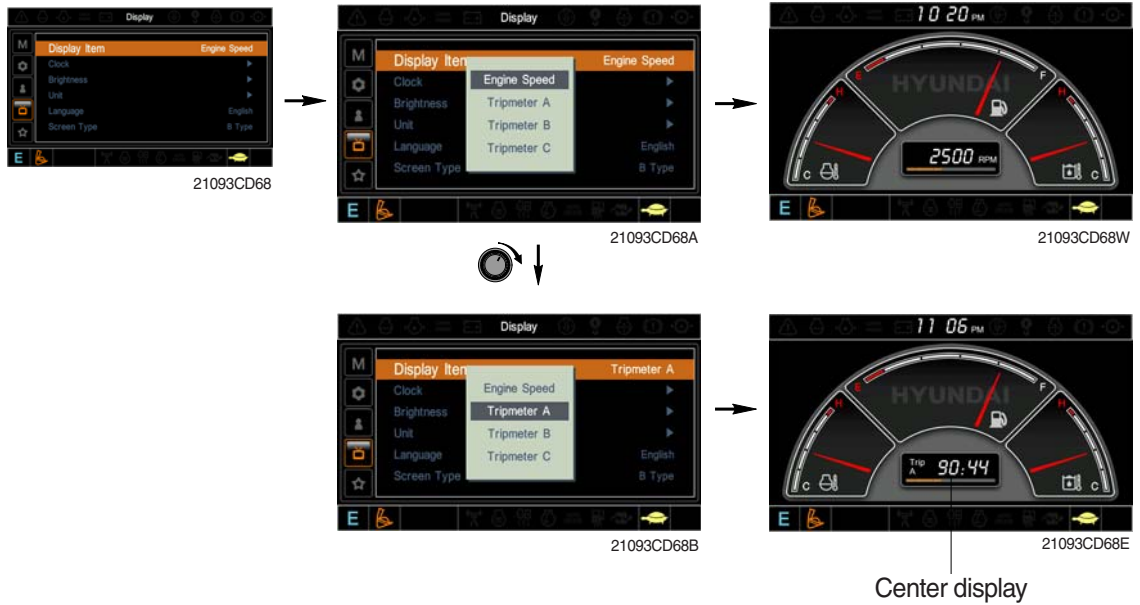 Display
M
Display Item Engine Speed
Clock
Brightness
Unit
Language English
Screen Type B Type
E
21093CD68
Display
M
Display Item Engine Speed
Clock
Brightness
Unit
Language English
Screen Type B Type
Engine Speed
Tripmeter A
Tripmeter B
Tripmeter C
E
21093CD68A
10 20 PM
HYUNDAI
E F
H H
C C
2500 RPM
E
21093CD68W
Display
M
Display Item Tripmeter A
Clock
Brightness
Unit
Language English
Screen Type B Type
Engine Speed
Tripmeter A
Tripmeter B
Tripmeter C
E
21093CD68B
11 06 PM
HYUNDAI
E F
H H
C C
Trip
A 90:44
E
21093CD68E
Center display